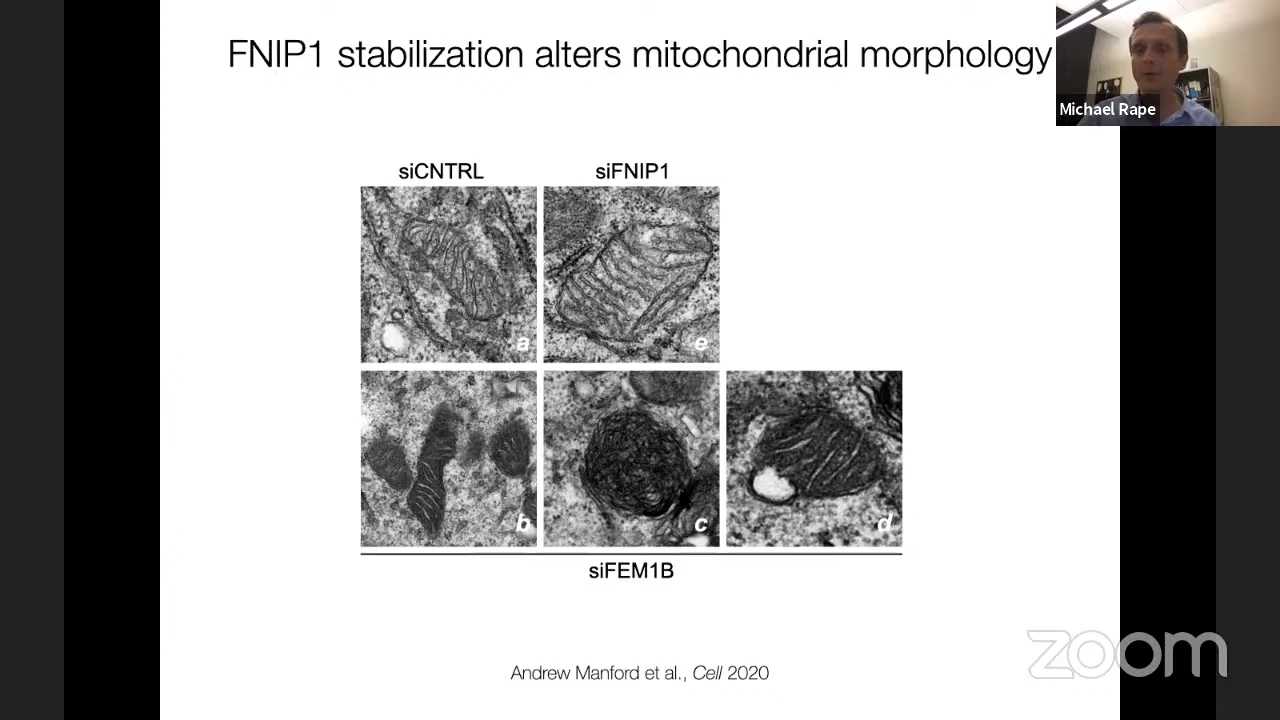 FNIP1 stabilization alters mitochondrial morphology
Michael Rape
siCNTRL
siFNIP1
a
e
b
c
d
siFEM1B
Andrew Manford et al., Cell 2020
zoom